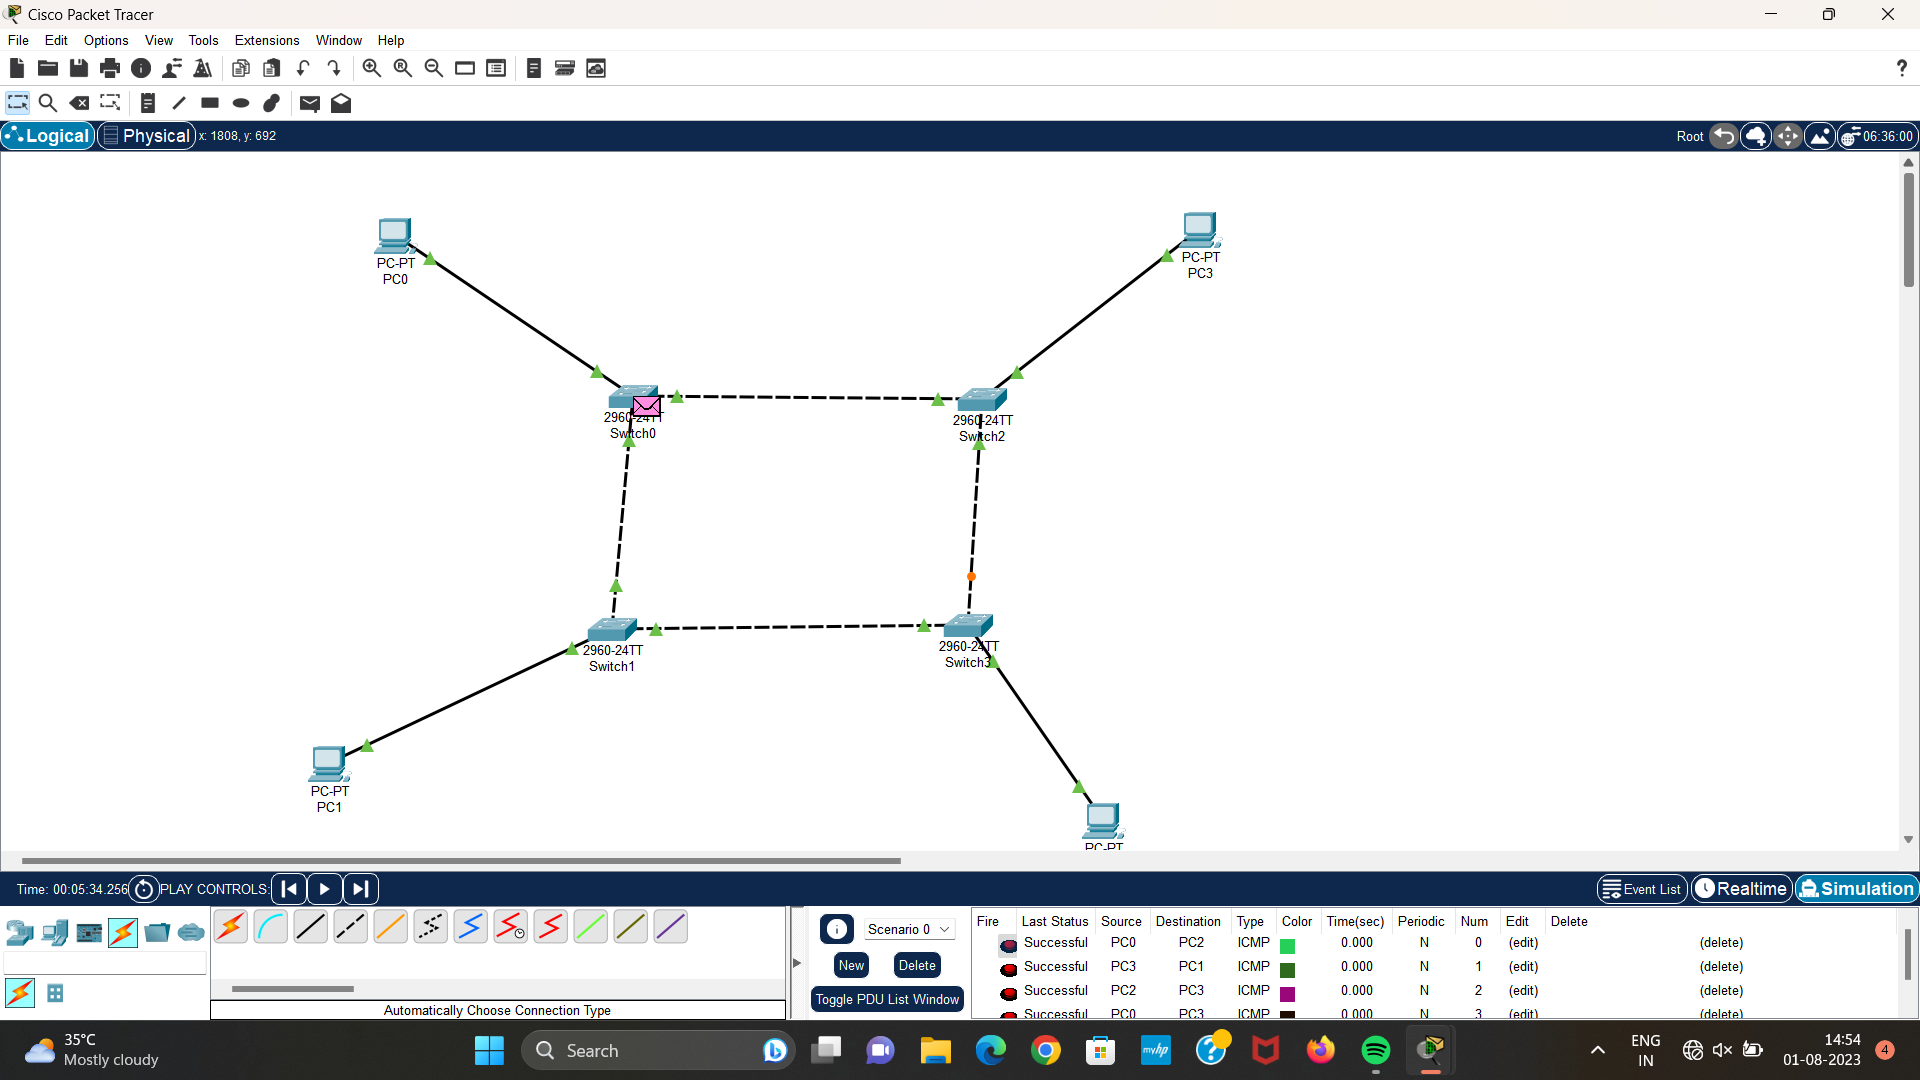 Cisco Packet Tracer
File Edit Options View Tools Extensions Window Help
?
Logical Physical x: 1808, y: 692 Root 06:36:00
PC-PT
PC0
PC-PT
PC3
2960-24TT
Switch0
2960-24TT
Switch2
2960-24TT
Switch1
2960-24TT
Switch3
PC-PT
PC1
PC-PT
Time: 00:05:34.256 PLAY CONTROLS: Event List Realtime Simulation
Scenario 0
New Delete
Toggle PDU List Window
Automatically Choose Connection Type
Fire Last Status Source Destination Type Color Time(sec) Periodic Num Edit Delete
Successful PC0 PC2 ICMP 0.000 N 0 (edit) (delete)
Successful PC3 PC1 ICMP 0.000 N 1 (edit) (delete)
Successful PC2 PC3 ICMP 0.000 N 2 (edit) (delete)
Successful PC0 PC3 ICMP 0.000 N 3 (edit) (delete)
35°C
Mostly cloudy
Search
myhp
ENG
IN
14:54
01-08-2023
4